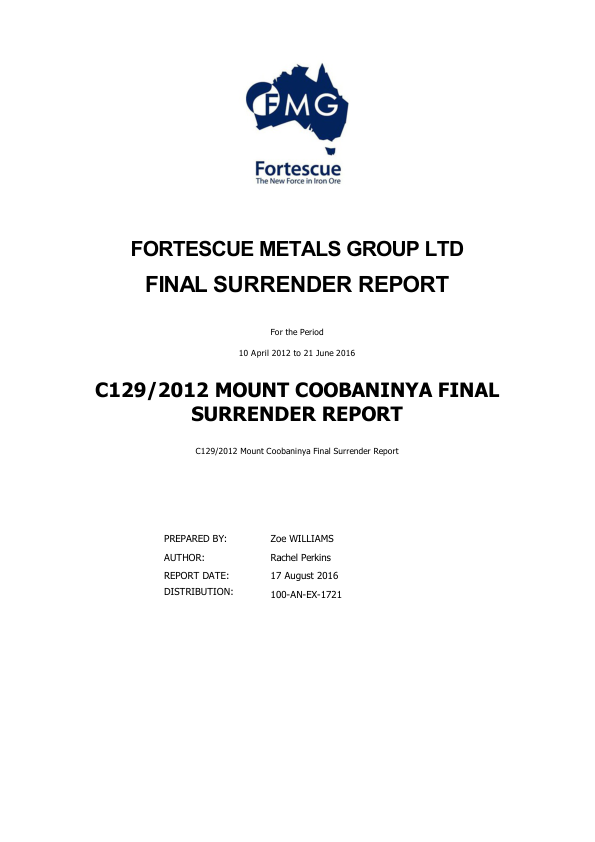 FMG
Fortescue
The New Force in Iron Ore
FORTESCUE METALS GROUP LTD
FINAL SURRENDER REPORT
For the Period
10 April 2012 to 21 June 2016
C129/2012 MOUNT COOBANINYA FINAL
SURRENDER REPORT
C129/2012 Mount Coobaninya Final Surrender Report
PREPARED BY: Zoe WILLIAMS
AUTHOR: Rachel Perkins
REPORT DATE: 17 August 2016
DISTRIBUTION: 100-AN-EX-1721